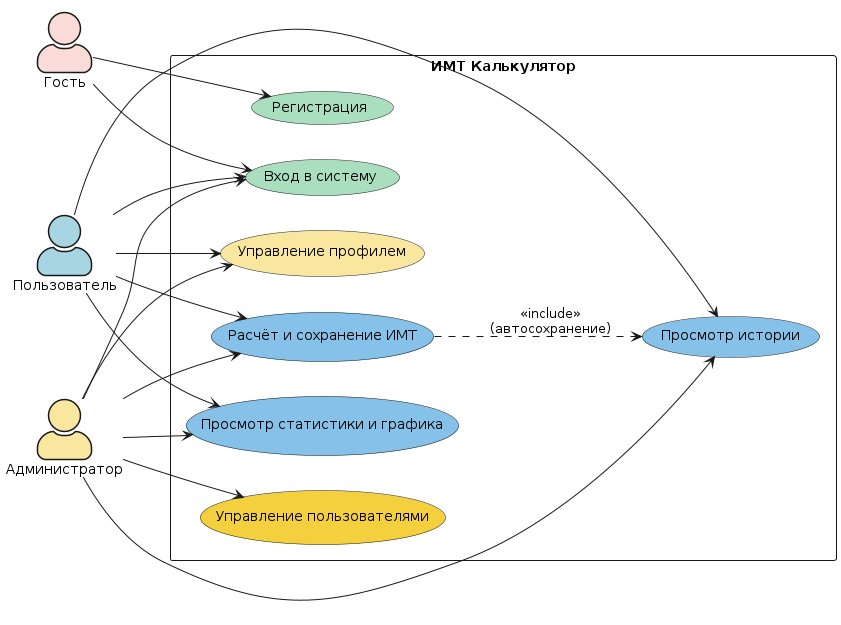 ИМТ Калькулятор
Гость
Регистрация
Вход в систему
Управление профилем
Пользователь
«include»
(автосохранение)
Расчёт и сохранение ИМТ
Просмотр истории
Просмотр статистики и графика
Администратор
Управление пользователями